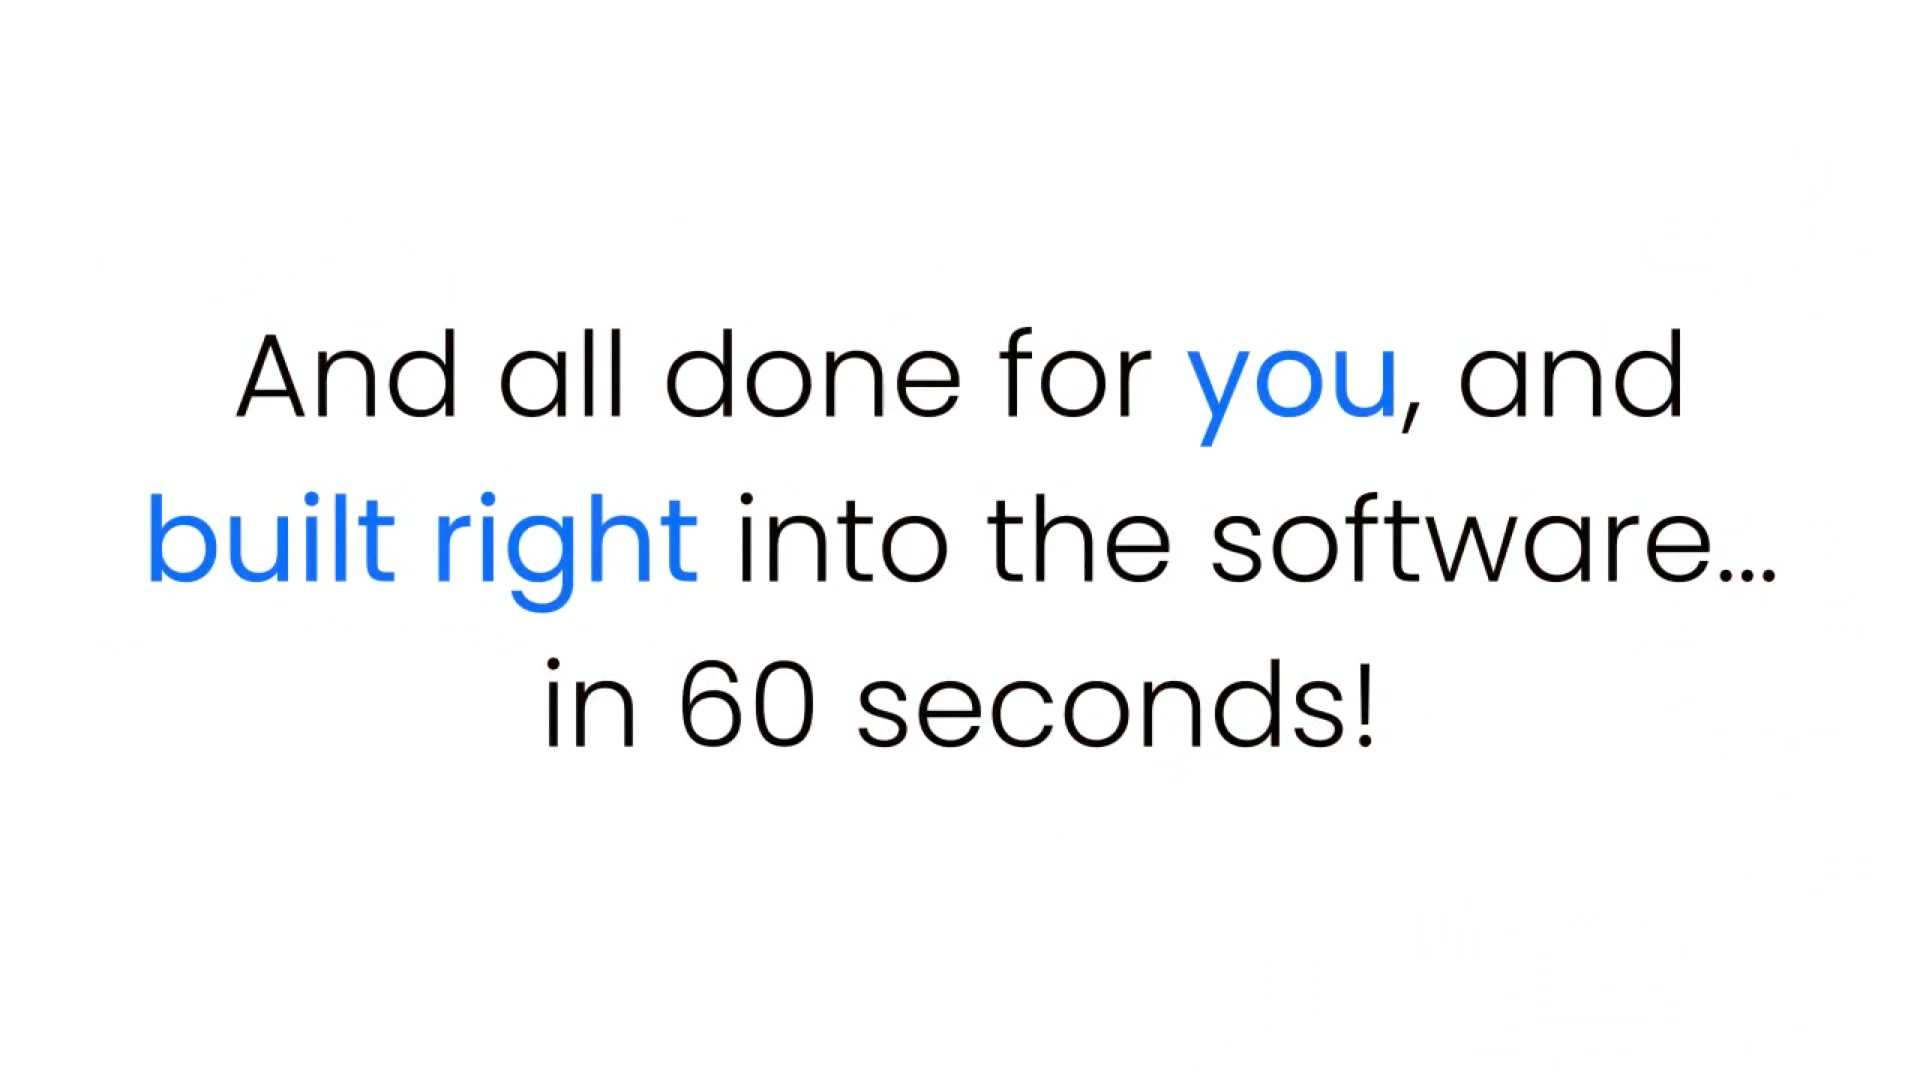 And all done for you, and
built right into the software...
in 60 seconds!